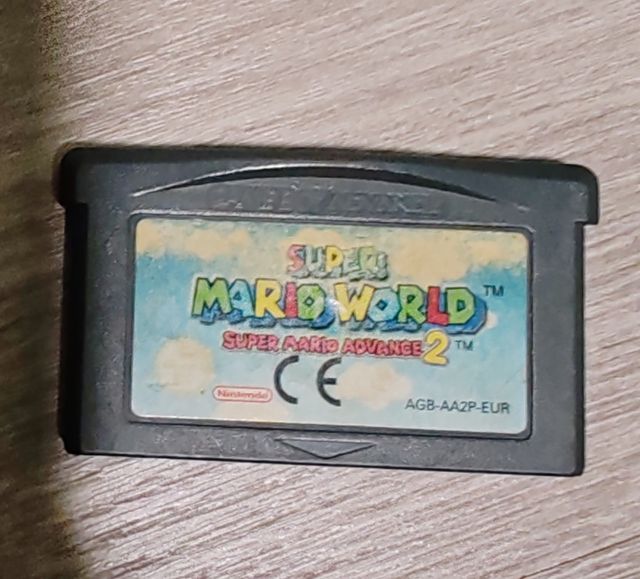 SUPER
MARIO WORLD™
SUPER MARIO ADVANCE 2™
CE
Nintendo
AGB-AA2P-EUR